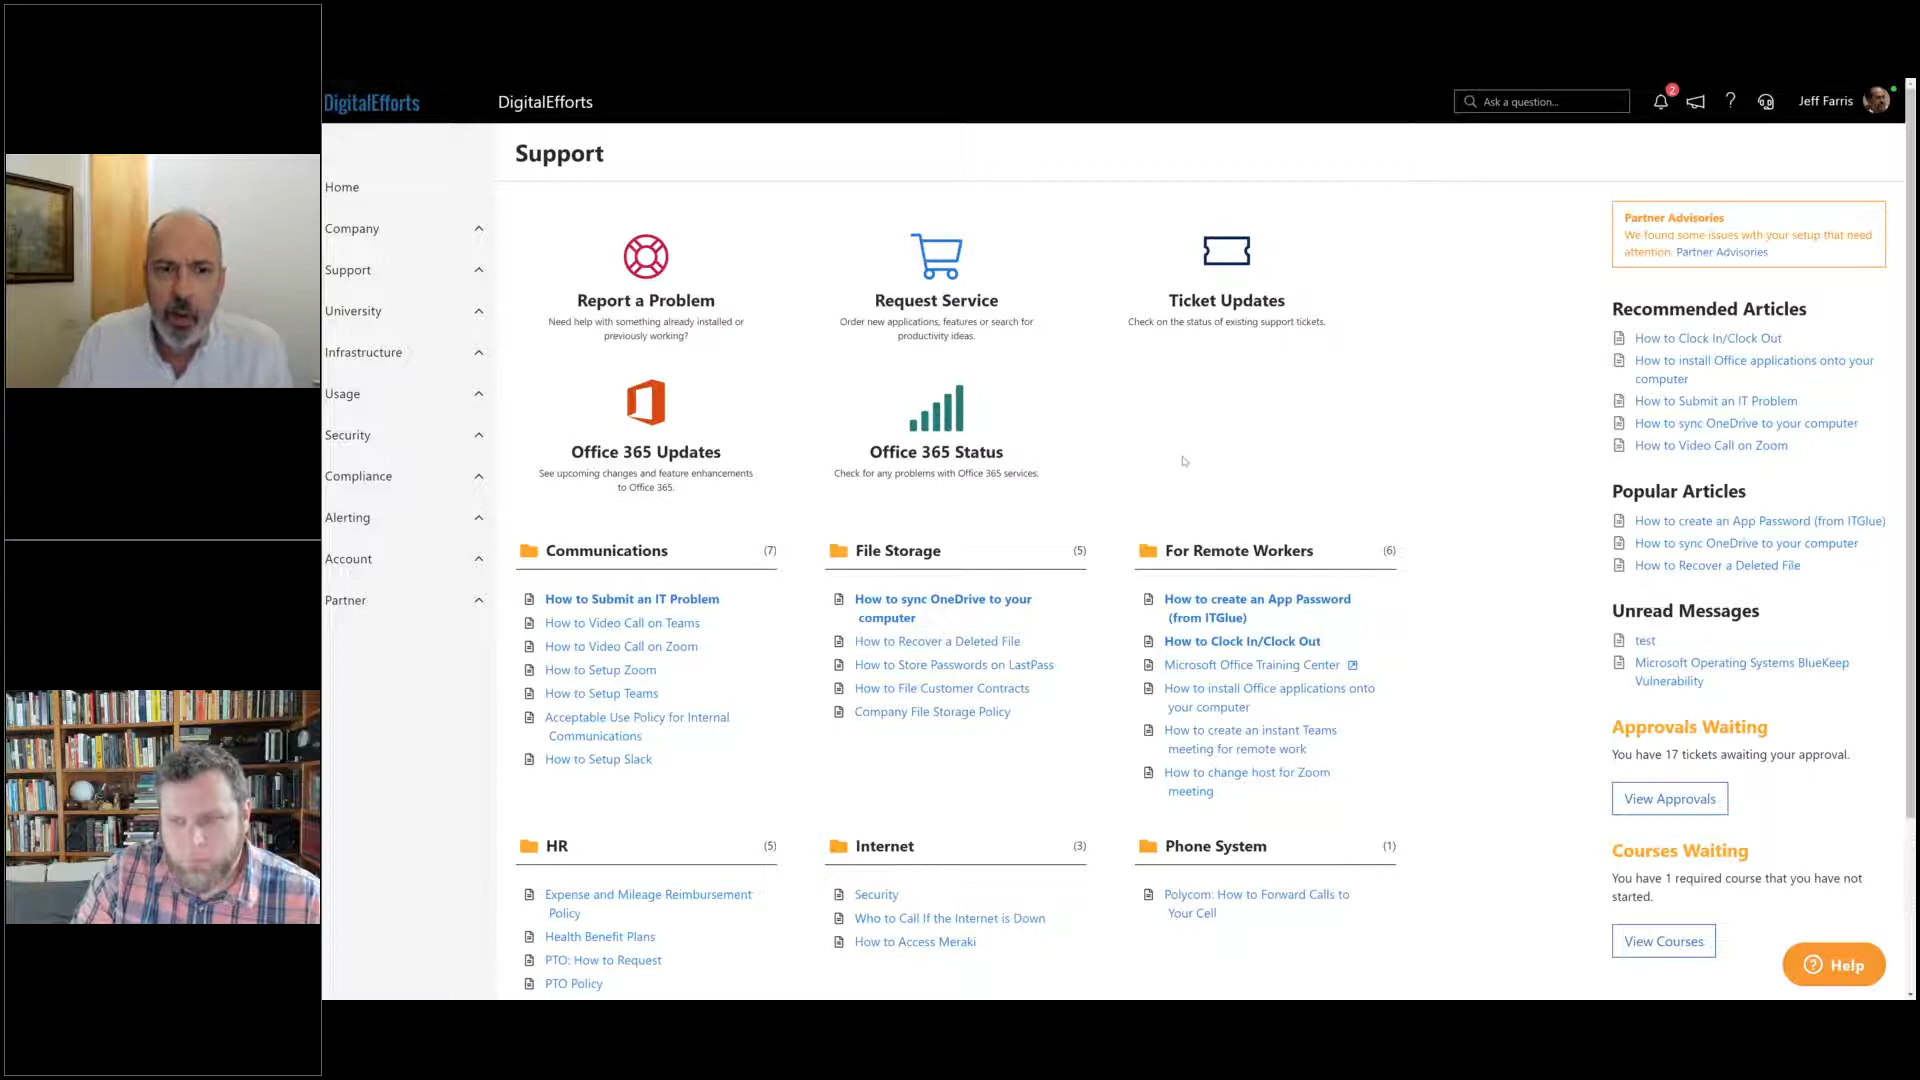 DigitalEfforts
DigitalEfforts
Ask a question...
2
?
Jeff Farris
Home
Company
Support
University
Infrastructure
Usage
Security
Compliance
Alerting
Account
Partner
Support
Report a Problem
Need help with something already installed or
previously working?
Request Service
Order new applications, features or search for
productivity ideas.
Ticket Updates
Check on the status of existing support tickets.
Office 365 Updates
See upcoming changes and feature enhancements
to Office 365.
Office 365 Status
Check for any problems with Office 365 services.
Communications (7)
How to Submit an IT Problem
How to Video Call on Teams
How to Video Call on Zoom
How to Setup Zoom
How to Setup Teams
Acceptable Use Policy for Internal
Communications
How to Setup Slack
File Storage (5)
How to sync OneDrive to your
computer
How to Recover a Deleted File
How to Store Passwords on LastPass
How to File Customer Contracts
Company File Storage Policy
For Remote Workers (6)
How to create an App Password
(from ITGlue)
How to Clock In/Clock Out
Microsoft Office Training Center
How to install Office applications onto
your computer
How to create an instant Teams
meeting for remote work
How to change host for Zoom
meeting
HR (5)
Expense and Mileage Reimbursement
Policy
Health Benefit Plans
PTO: How to Request
PTO Policy
Internet (3)
Security
Who to Call If the Internet is Down
How to Access Meraki
Phone System (1)
Polycom: How to Forward Calls to
Your Cell
Partner Advisories
We found some issues with your setup that need
attention. Partner Advisories
Recommended Articles
How to Clock In/Clock Out
How to install Office applications onto your
computer
How to Submit an IT Problem
How to sync OneDrive to your computer
How to Video Call on Zoom
Popular Articles
How to create an App Password (from ITGlue)
How to sync OneDrive to your computer
How to Recover a Deleted File
Unread Messages
test
Microsoft Operating Systems BlueKeep
Vulnerability
Approvals Waiting
You have 17 tickets awaiting your approval.
View Approvals
Courses Waiting
You have 1 required course that you have not
started.
View Courses
? Help